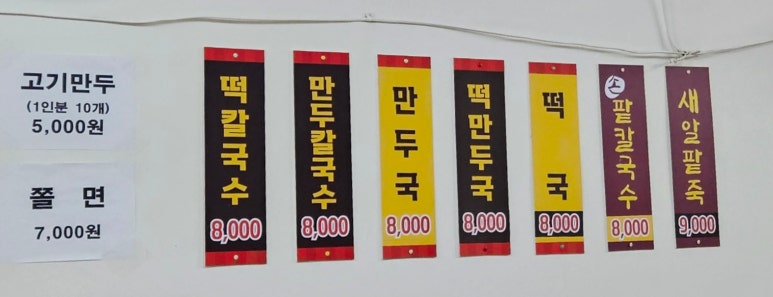 고기만두
(1인분 10개)
5,000원
쫄 면
7,000원
떡칼국수
8,000
만두칼국수
8,000
만두국
8,000
떡만두국
8,000
떡국
8,000
팥칼국수
8,000
새알팥죽
9,000